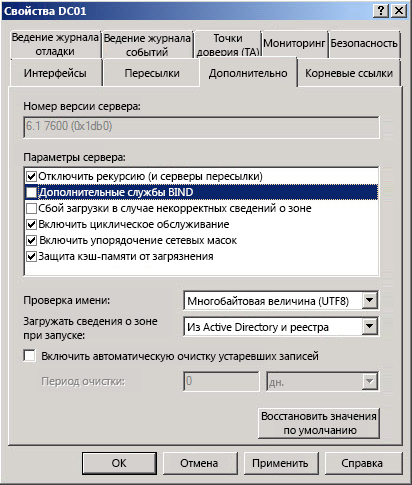 Свойства DC01
Ведение журнала отладки
Ведение журнала событий
Точки доверия (TA)
Мониторинг
Безопасность
Интерфейсы
Пересылки
Дополнительно
Корневые ссылки
Номер версии сервера:
6.1 7600 (0x1db0)
Параметры сервера:
Отключить рекурсию (и серверы пересылки)
Дополнительные службы BIND
Сбой загрузки в случае некорректных сведений о зоне
Включить циклическое обслуживание
Включить упорядочение сетевых масок
Защита кэш-памяти от загрязнения
Проверка имени:
Многобайтовая величина (UTF8)
Загружать сведения о зоне
при запуске:
Из Active Directory и реестра
Включить автоматическую очистку устаревших записей
Период очистки:
0
дн.
Восстановить значения
по умолчанию
ОК
Отмена
Применить
Справка